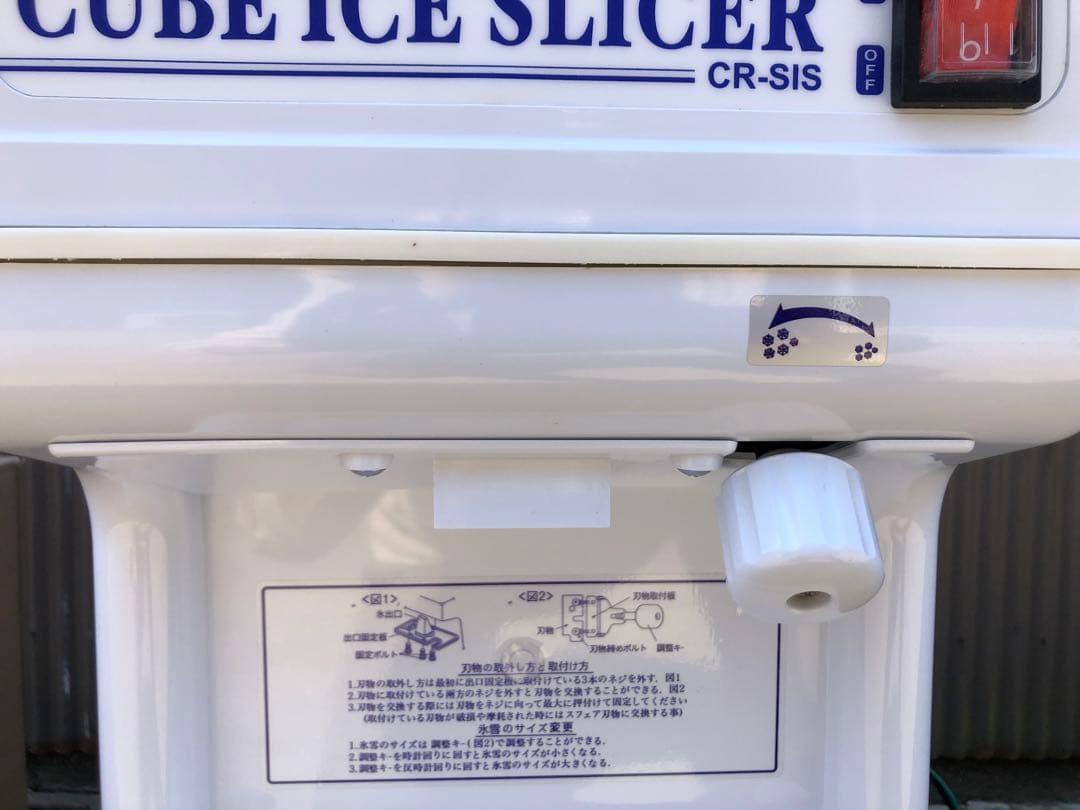 CUBE ICE SLICER
CR-SIS
OFF
<図1>
<図2>
氷出口
刃物取付板
出口固定板
刃物
固定ボルト
刃物締めボルト
調整キ-
刃物の取外し方と取付け方
1.刃物の取外し方は最初に出口固定板に取付けている3本のネジを外す. 図1
2.刃物に取付けている両方のネジを外すと刃物を交換することができる. 図2
3.刃物を交換する際には刃物をネジに向って最大に押付けて固定してください
(取付けている刃物が破損や摩耗された時にはスフェア刃物に交換する事)
氷雪のサイズ変更
1.氷雪のサイズは 調整キ-(図2)で調整することができる.
2.調整キ-を時計回りに回すと氷雪のサイズが小さくなる.
3.調整キ-を反時計回りに回すと氷雪のサイズが大きくなる.